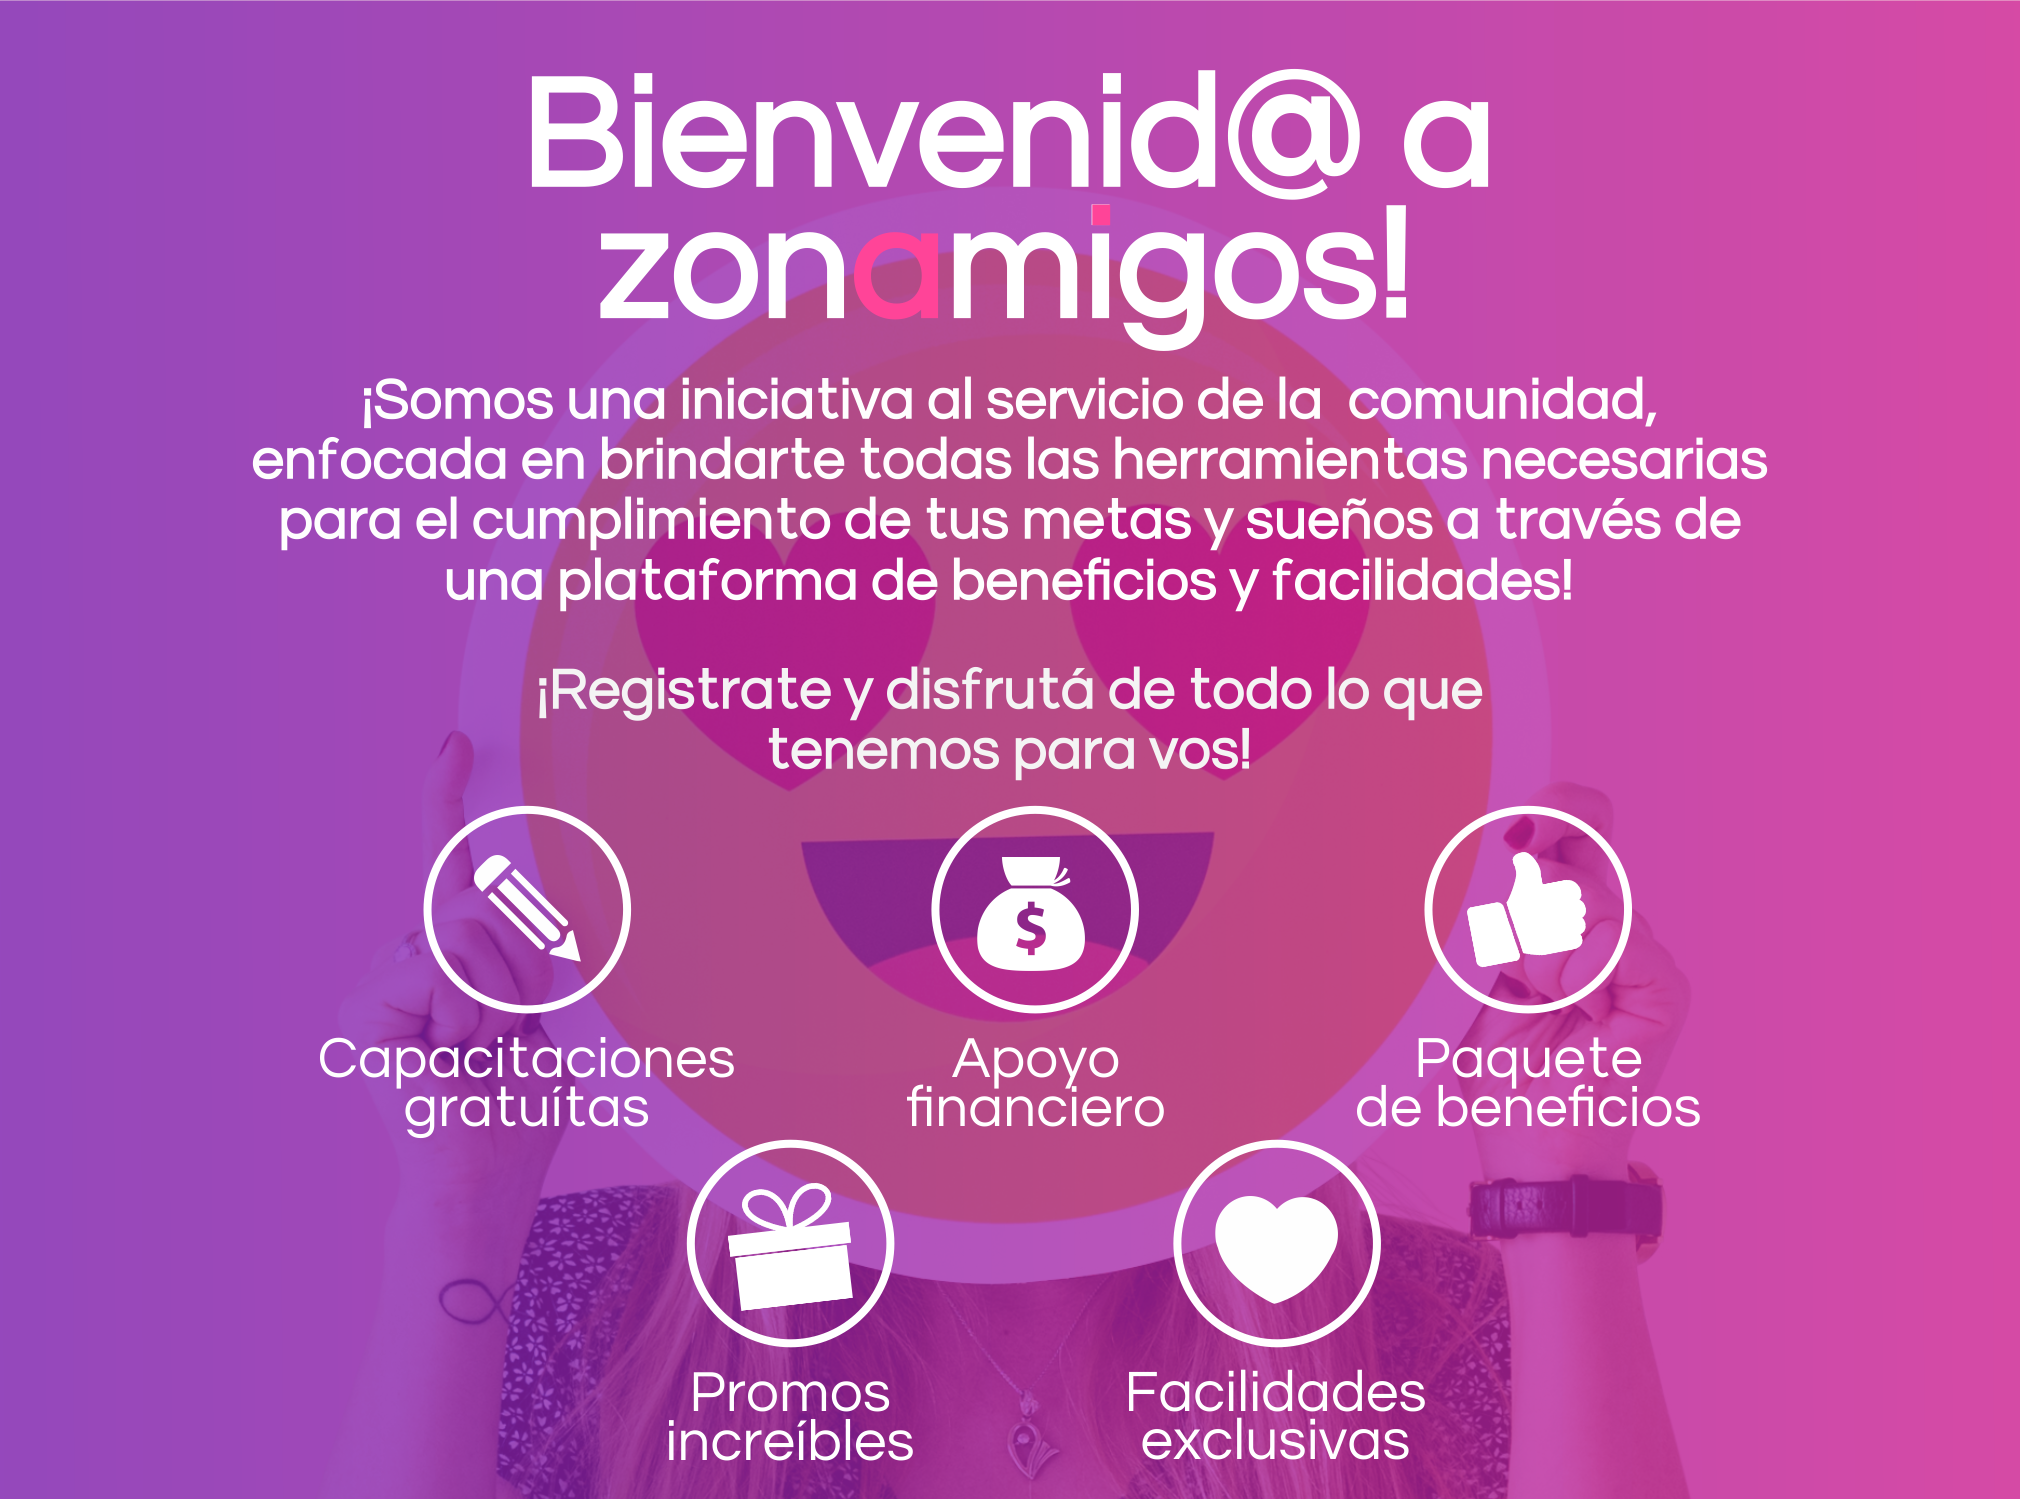 Bienvenid@ a
zonamigos!
¡Somos una iniciativa al servicio de la comunidad,
enfocada en brindarte todas las herramientas necesarias
para el cumplimiento de tus metas y sueños a través de
una plataforma de beneficios y facilidades!
¡Registrate y disfrutá de todo lo que
tenemos para vos!
$
Capacitaciones
gratuítas
Apoyo
financiero
Paquete
de beneficios
Promos
increíbles
Facilidades
exclusivas